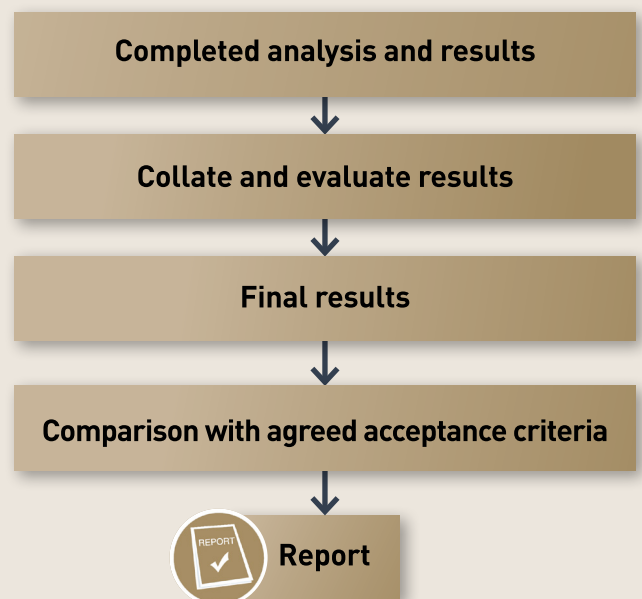 Completed analysis and results
Collate and evaluate results
Final results
Comparison with agreed acceptance criteria
REPORT
Report